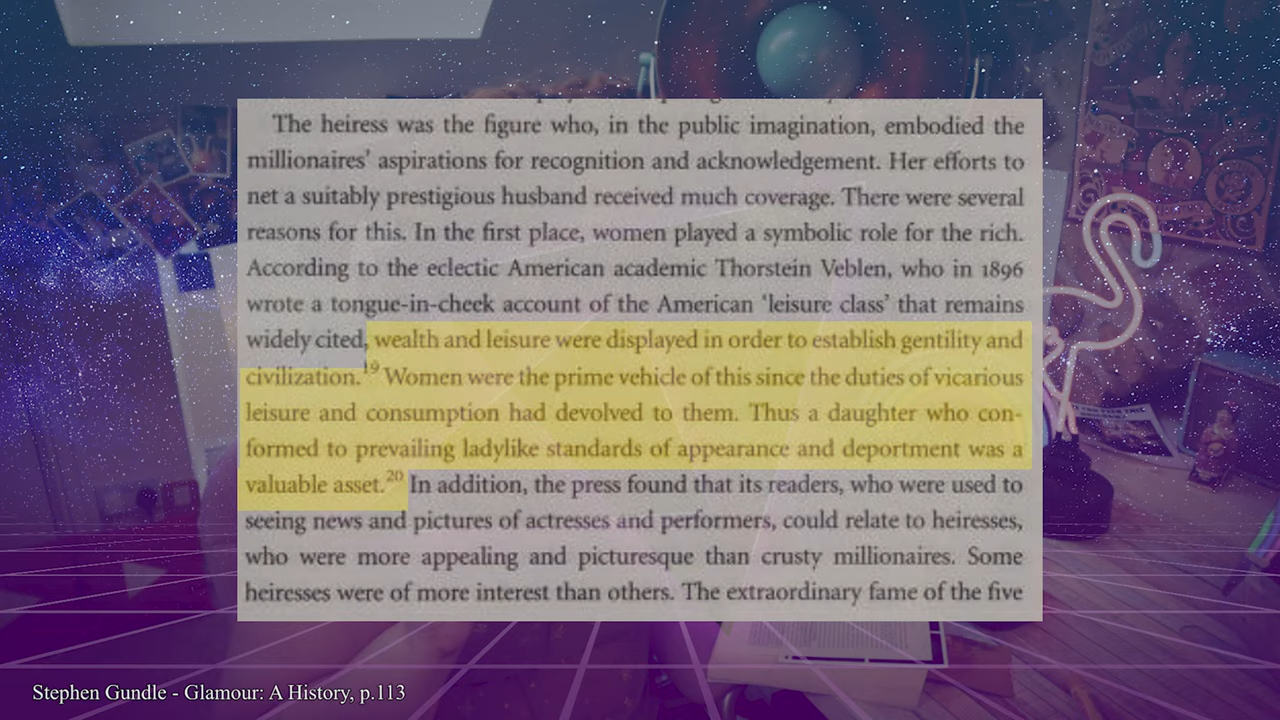 The heiress was the figure who, in the public imagination, embodied the
millionaires’ aspirations for recognition and acknowledgement. Her efforts to
net a suitably prestigious husband received much coverage. There were several
reasons for this. In the first place, women played a symbolic role for the rich.
According to the eclectic American academic Thorstein Veblen, who in 1896
wrote a tongue-in-cheek account of the American ‘leisure class’ that remains
widely cited, wealth and leisure were displayed in order to establish gentility and
civilization.19 Women were the prime vehicle of this since the duties of vicarious
leisure and consumption had devolved to them. Thus a daughter who con-
formed to prevailing ladylike standards of appearance and deportment was a
valuable asset.20 In addition, the press found that its readers, who were used to
seeing news and pictures of actresses and performers, could relate to heiresses,
who were more appealing and picturesque than crusty millionaires. Some
heiresses were of more interest than others. The extraordinary fame of the five
Stephen Gundle - Glamour: A History, p.113